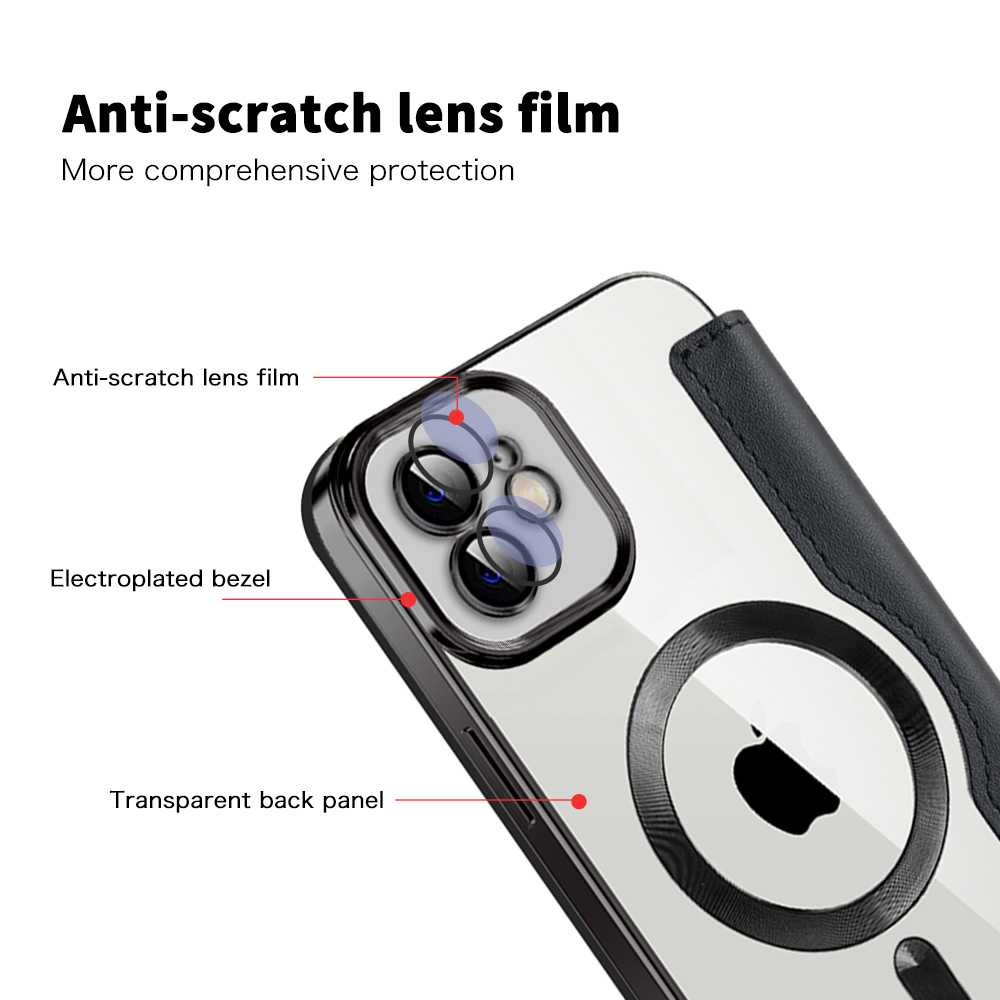 Anti-scratch lens film
More comprehensive protection
Anti-scratch lens film
Electroplated bezel
Transparent back panel